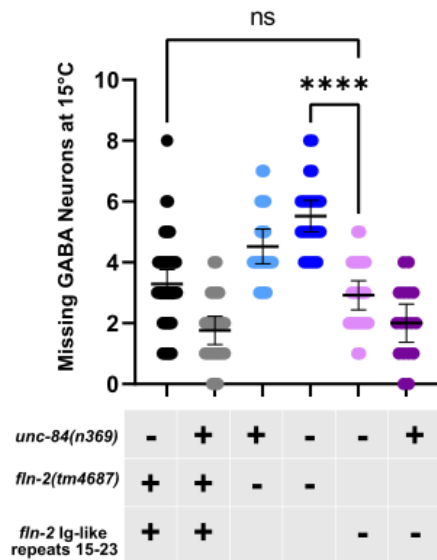 ns
****
Missing GABA Neurons at 15°C
10
8
6
4
2
0
unc-84(n369) - + + - - +
fln-2(tm4687) + + - -
fln-2 Ig-like
repeats 15-23 + + - -